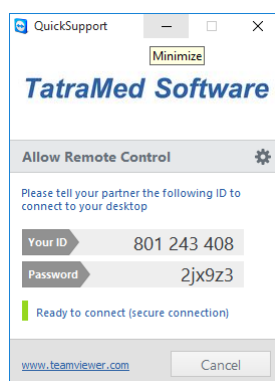 QuickSupport
Minimize
TatraMed Software
Allow Remote Control
Please tell your partner the following ID to
connect to your desktop
Your ID 801 243 408
Password 2jx9z3
Ready to connect (secure connection)
www.teamviewer.com Cancel